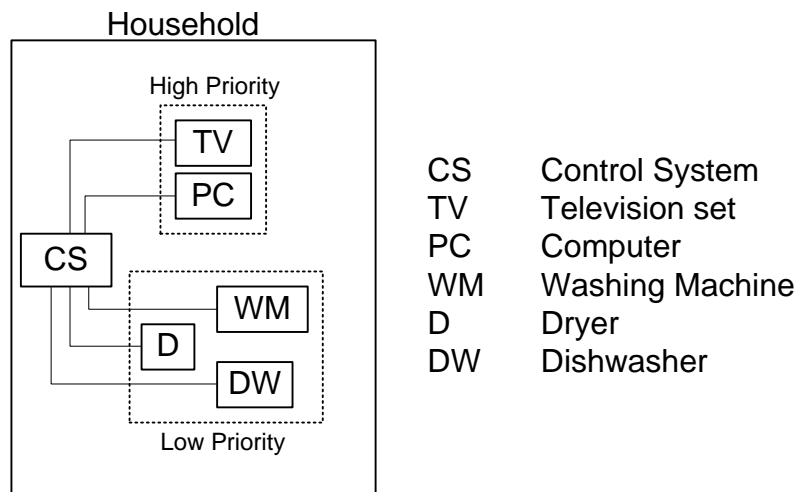 Household
High Priority
TV
PC
CS
WM
D
DW
Low Priority
CS Control System
TV Television set
PC Computer
WM Washing Machine
D Dryer
DW Dishwasher